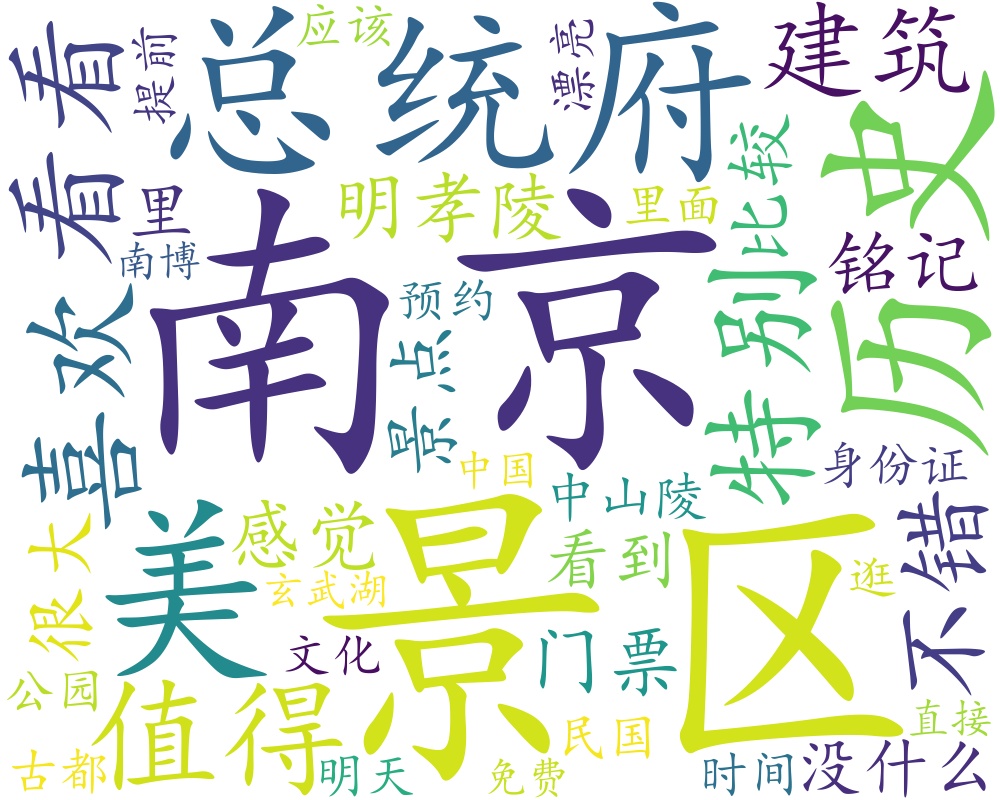 看看
提前
总统府
应该
漂亮
建筑
里
明孝陵
里面
比较
历史
南博
南京
预约
特别
铭记
喜欢
景点
中国
中山陵
身份证
很大
美
感觉
景区
看到
不错
玄武湖
逛
文化
门票
公园
值得
民国
直接
古都
明天
免费
时间
没什么